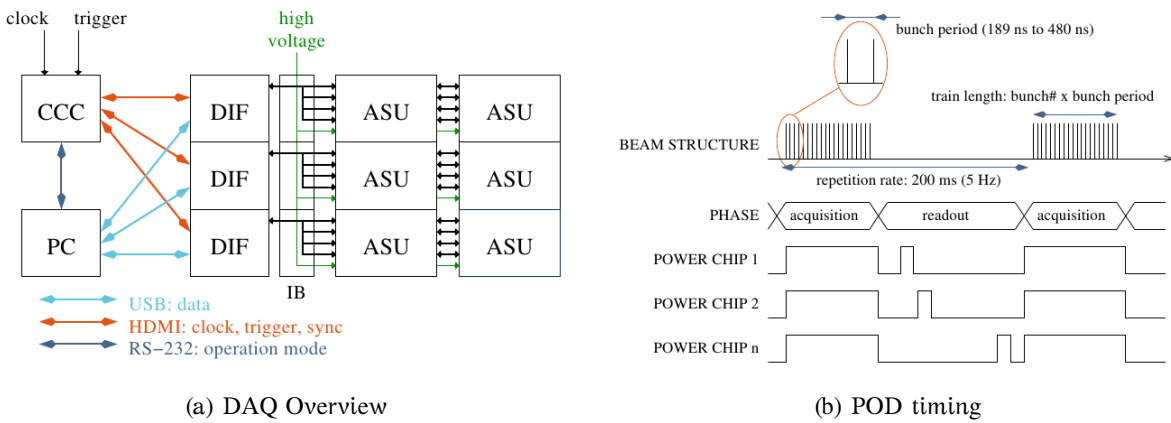 clock
trigger
high
voltage
CCC
DIF
ASU
ASU
DIF
ASU
ASU
PC
DIF
ASU
ASU
IB
USB: data
HDMI: clock, trigger, sync
RS−232: operation mode
(a) DAQ Overview
bunch period (189 ns to 480 ns)
train length: bunch# x bunch period
BEAM STRUCTURE
repetition rate: 200 ms (5 Hz)
PHASE
acquisition
readout
acquisition
POWER CHIP 1
POWER CHIP 2
POWER CHIP n
(b) POD timing